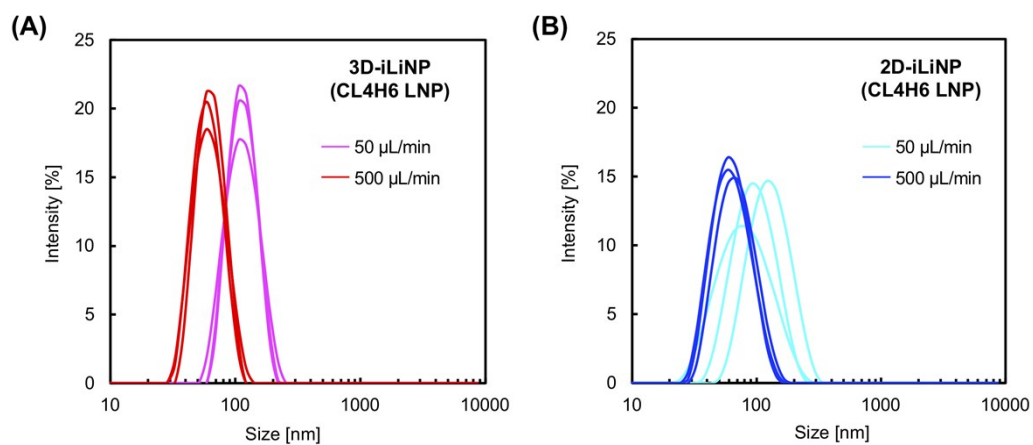 (A)
25
20
15
10
5
0
Intensity [%]
3D-iLiNP
(CL4H6 LNP)
50 µL/min
500 µL/min
10 100 1000 10000
Size [nm]
(B)
25
20
15
10
5
0
Intensity [%]
2D-iLiNP
(CL4H6 LNP)
50 µL/min
500 µL/min
10 100 1000 10000
Size [nm]